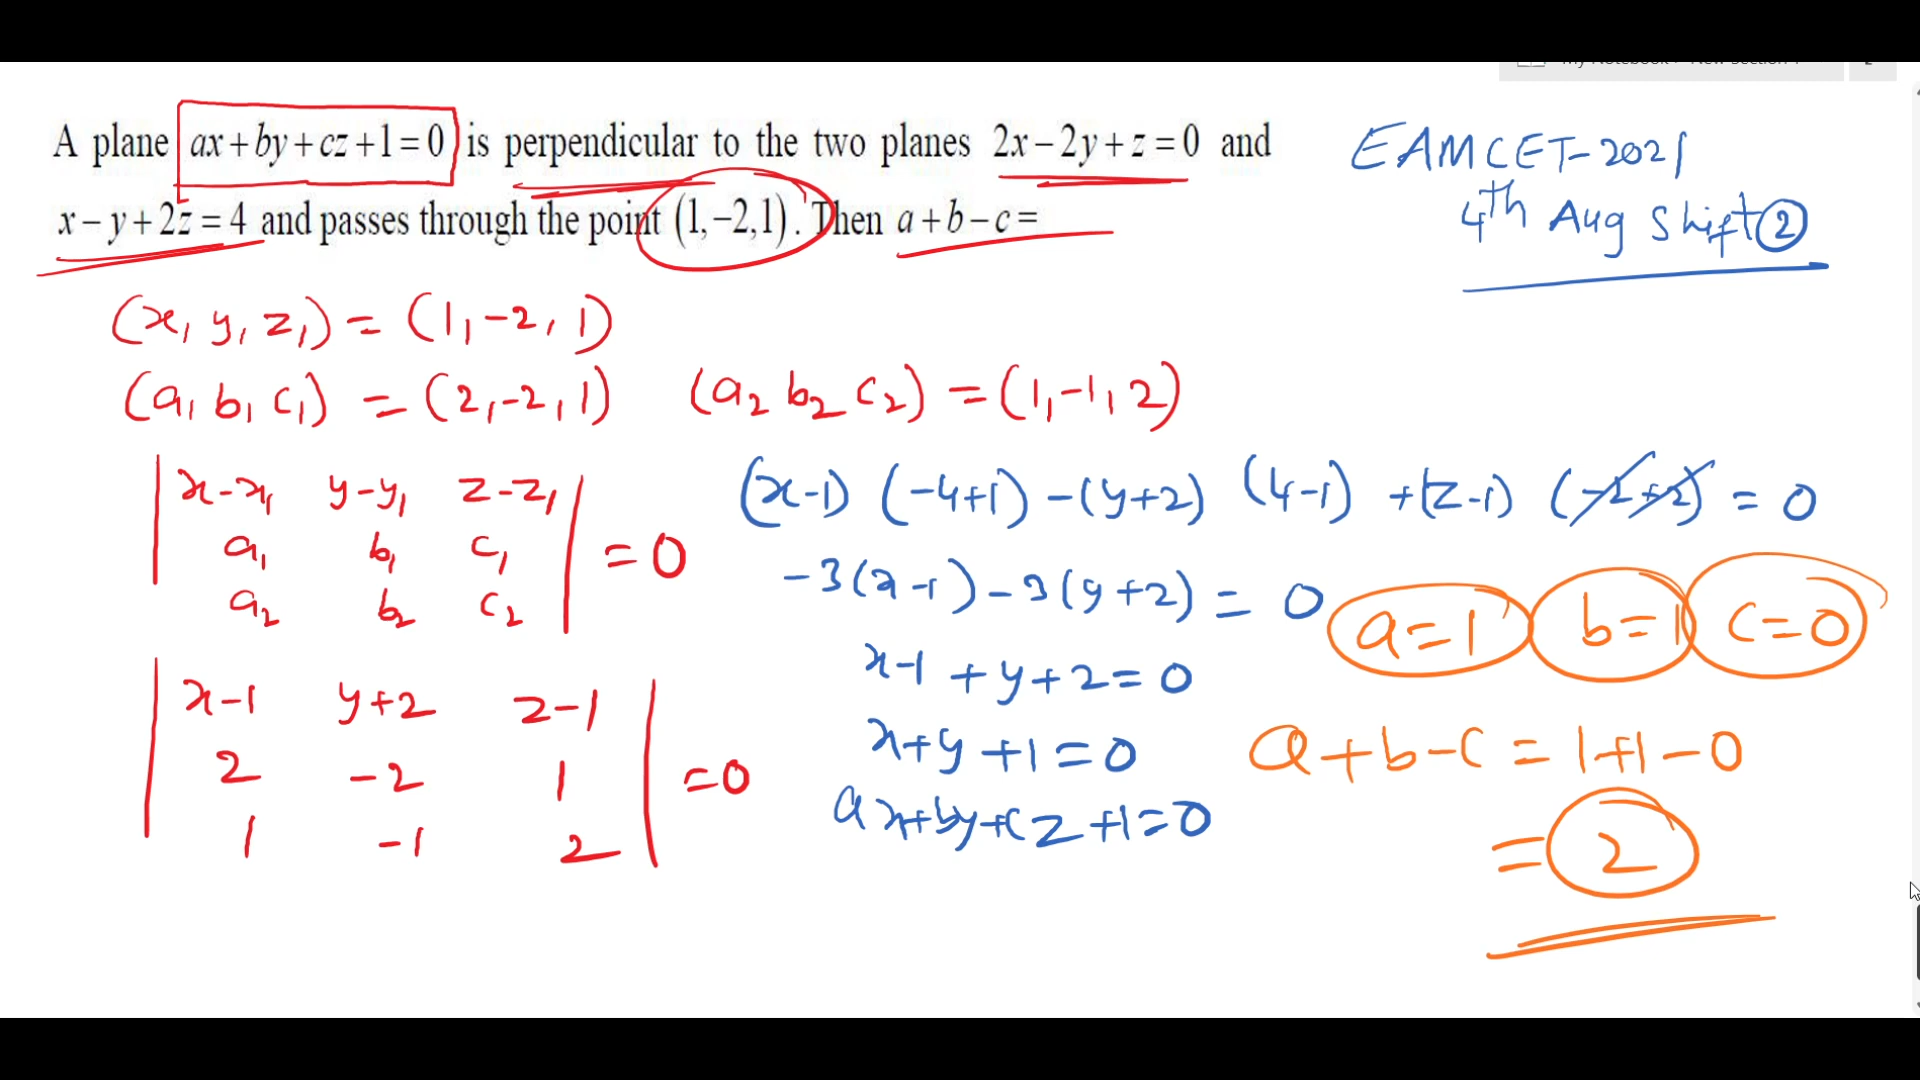 A plane ax+by+cz+1=0 is perpendicular to the two planes 2x−2y+z=0 and
x−y+2z=4 and passes through the point (1,−2,1). Then a+b−c=
EAMCET-2021
4th Aug Shift ②
(x₁ y₁ z₁) = (1, -2, 1)
(a₁ b₁ c₁) = (2, -2, 1) (a₂ b₂ c₂) = (1, -1, 2)
| x-x₁ y-y₁ z-z₁ |
| a₁ b₁ c₁ | = 0
| a₂ b₂ c₂ |
| x-1 y+2 z-1 |
| 2 -2 1 | = 0
| 1 -1 2 |
(x-1) (-4+1) -(y+2) (4-1) +(z-1) (-2+2) = 0
-3(x-1) -3(y+2) = 0
x-1 +y+2=0
x+y+1=0
ax+by+cz+1=0
a=1 b=1 c=0
a+b-c = 1+1-0
= 2